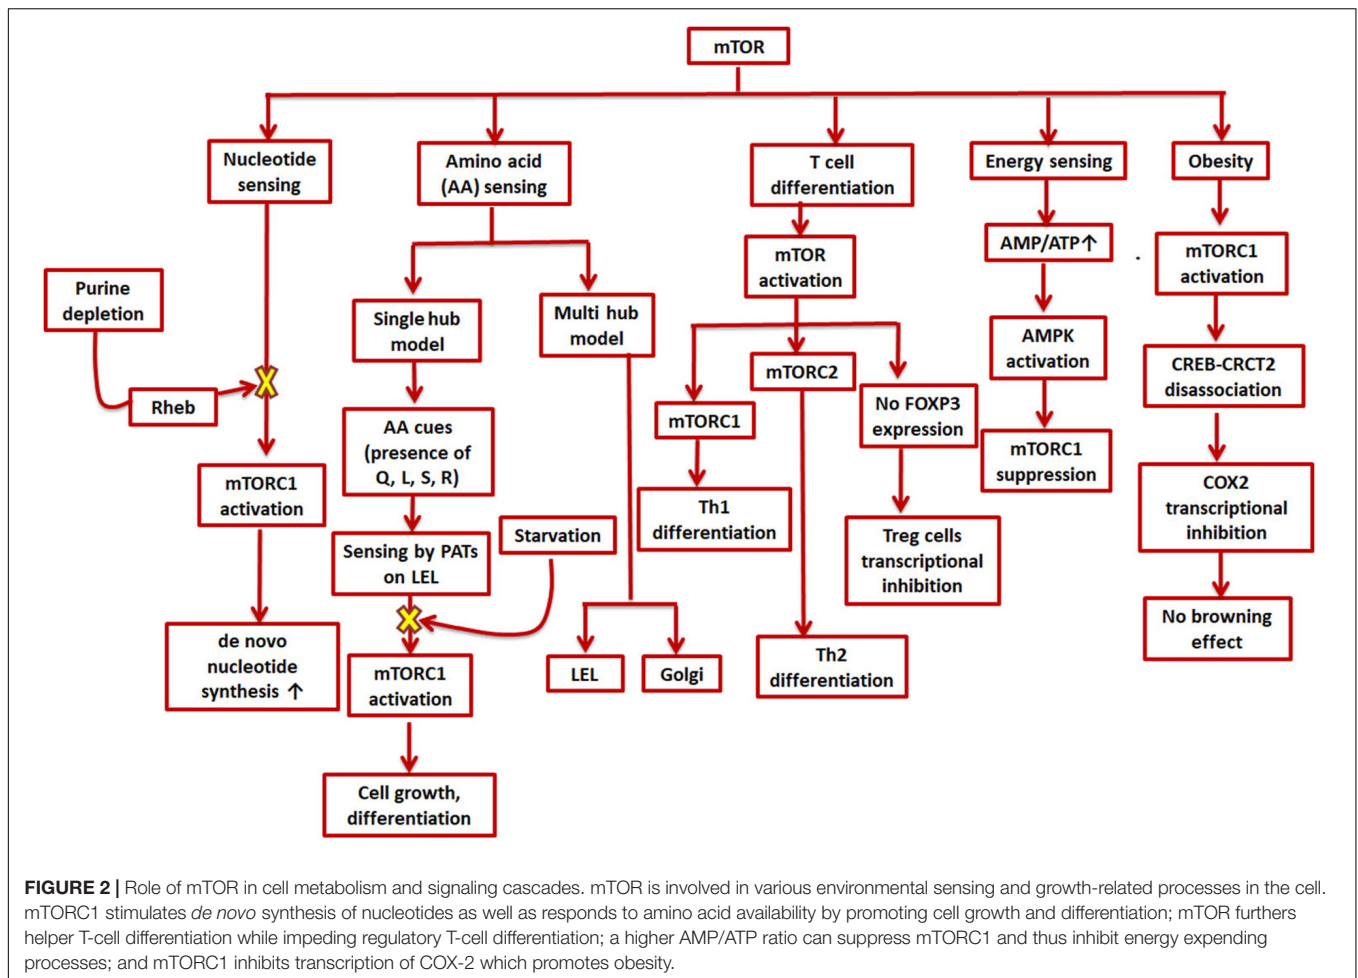 mTOR
Nucleotide
sensing
Amino acid
(AA) sensing
T cell
differentiation
Energy sensing
Obesity
Purine
depletion
Rheb
mTORC1
activation
de novo
nucleotide
synthesis ↑
Single hub
model
Multi hub
model
AA cues
(presence of
Q, L, S, R)
Sensing by PATs
on LEL
Starvation
mTORC1
activation
Cell growth,
differentiation
LEL
Golgi
mTOR
activation
mTORC1
mTORC2
No FOXP3
expression
Th1
differentiation
Th2
differentiation
Treg cells
transcriptional
inhibition
AMP/ATP↑
AMPK
activation
mTORC1
suppression
mTORC1
activation
CREB-CRCT2
disassociation
COX2
transcriptional
inhibition
No browning
effect
FIGURE 2 | Role of mTOR in cell metabolism and signaling cascades. mTOR is involved in various environmental sensing and growth-related processes in the cell.
mTORC1 stimulates de novo synthesis of nucleotides as well as responds to amino acid availability by promoting cell growth and differentiation; mTOR furthers
helper T-cell differentiation while impeding regulatory T-cell differentiation; a higher AMP/ATP ratio can suppress mTORC1 and thus inhibit energy expending
processes; and mTORC1 inhibits transcription of COX-2 which promotes obesity.